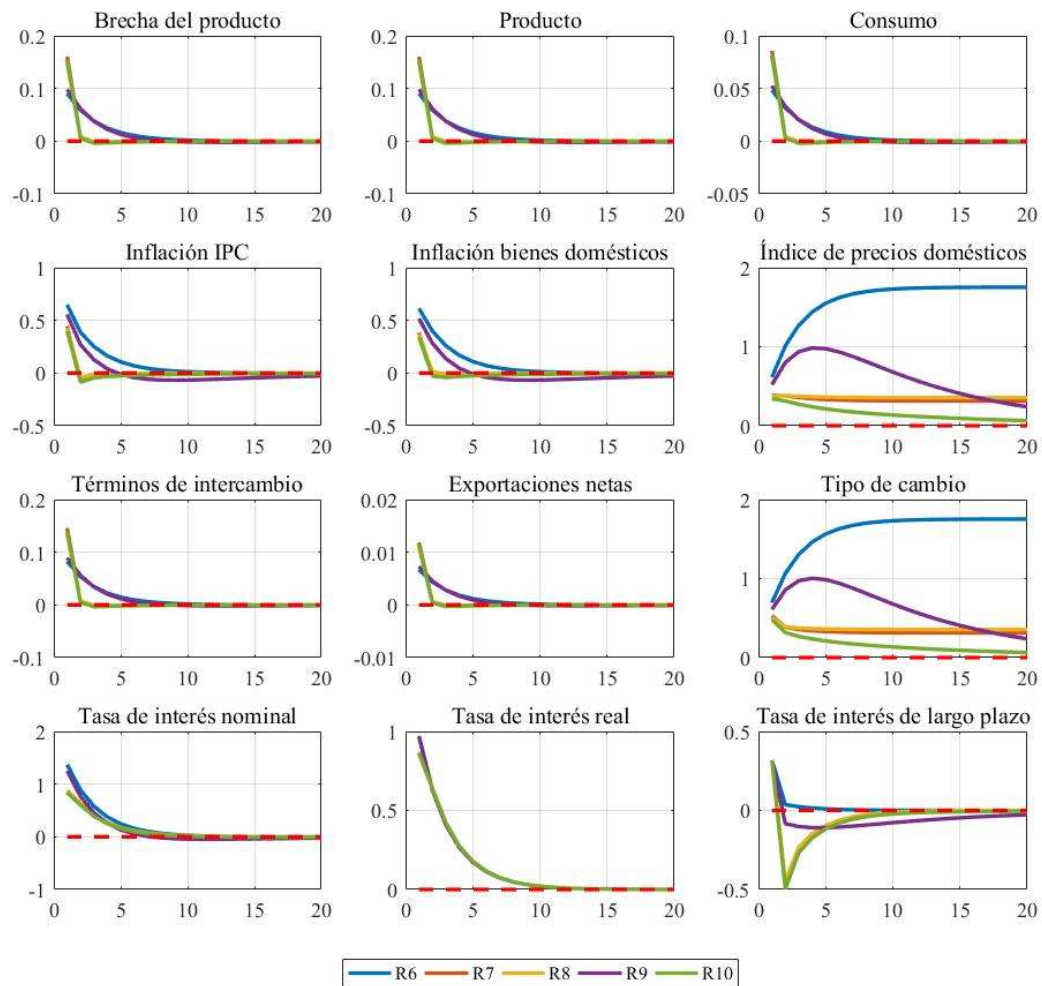 Brecha del producto Producto Consumo
0.2 0.2 0.1
0.1 0.1 0.05
0 0 0
-0.1 -0.1 -0.05
0 5 10 15 20 0 5 10 15 20 0 5 10 15 20
Inflación IPC Inflación bienes domésticos Índice de precios domésticos
1 1 2
0.5 0.5 1
0 0
-0.5 -0.5 0
0 5 10 15 20 0 5 10 15 20 0 5 10 15 20
Términos de intercambio Exportaciones netas Tipo de cambio
0.2 0.02 2
0.1 0.01 1
0 0
-0.1 -0.01 0
0 5 10 15 20 0 5 10 15 20 0 5 10 15 20
Tasa de interés nominal Tasa de interés real Tasa de interés de largo plazo
2 1 0.5
1 0.5 0
0
-1 0 -0.5
0 5 10 15 20 0 5 10 15 20 0 5 10 15 20
R6 R7 R8 R9 R10